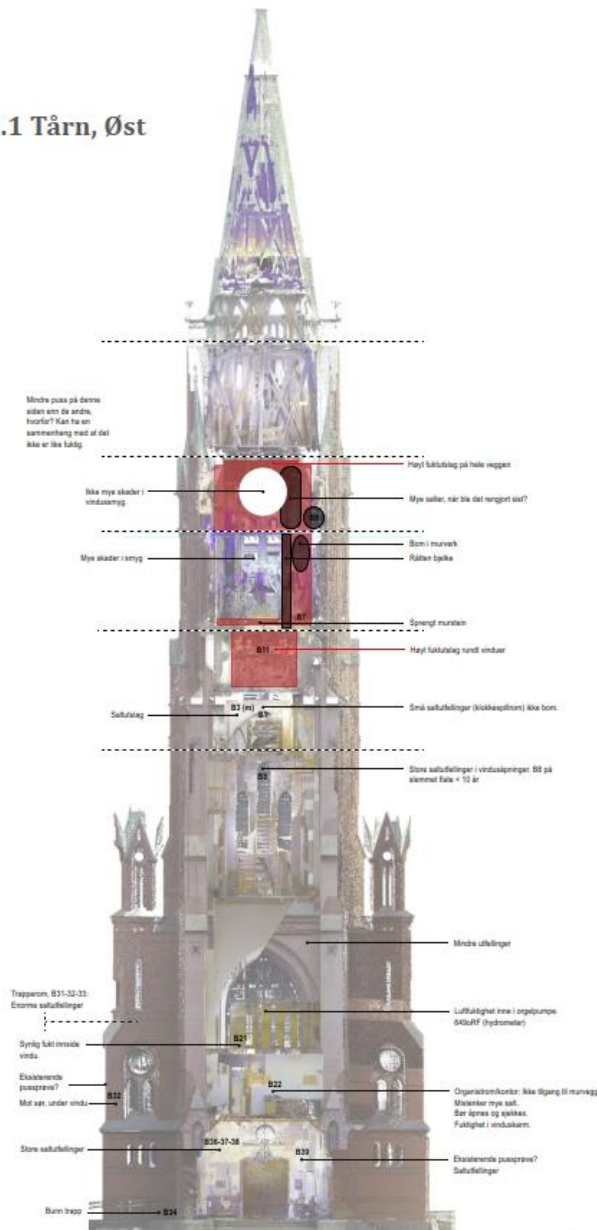 .1 Tårn, Øst
Mindre puss på denne
siden enn de andre,
hvorfor? Kan ha en
sammenheng med at det
ikke er like fuktig.
Høyt fuktutslag på hele veggen
Ikke mye skader i
vindussmyg.
Mye salter, når ble det rengjort sist?
Bom i murverk
Mye skader i smyg
Råtten bjelke
B7
Sprengt murstein
B11
Høyt fuktutslag rundt vinduer
B3 (m)
Små saltutfellinger (klokkespillrom) ikke bom.
Saltutslag
Store saltutfellinger i vindusåpninger. B8 på
slemmet flate < 10 år
Mindre utfellinger
Trapperom, B31-32-33:
Enorme saltutfellinger
Luftfuktighet inne i orgelpumpe.
(hydrometer)
B21
Synlig fukt innside
vindu.
Eksisterende
pussprøve?
B22
B32
Mot sør, under vindu
Organistrom/kontor: Ikke tilgang til murvegg
Mistenker mye salt.
Bør åpnes og sjekkes.
Fuktighet i vinduskarm.
B36-37-38
Store saltutfellinger
B39
Eksisterende pussprøve?
Saltutfellinger
Bunn trapp
B34